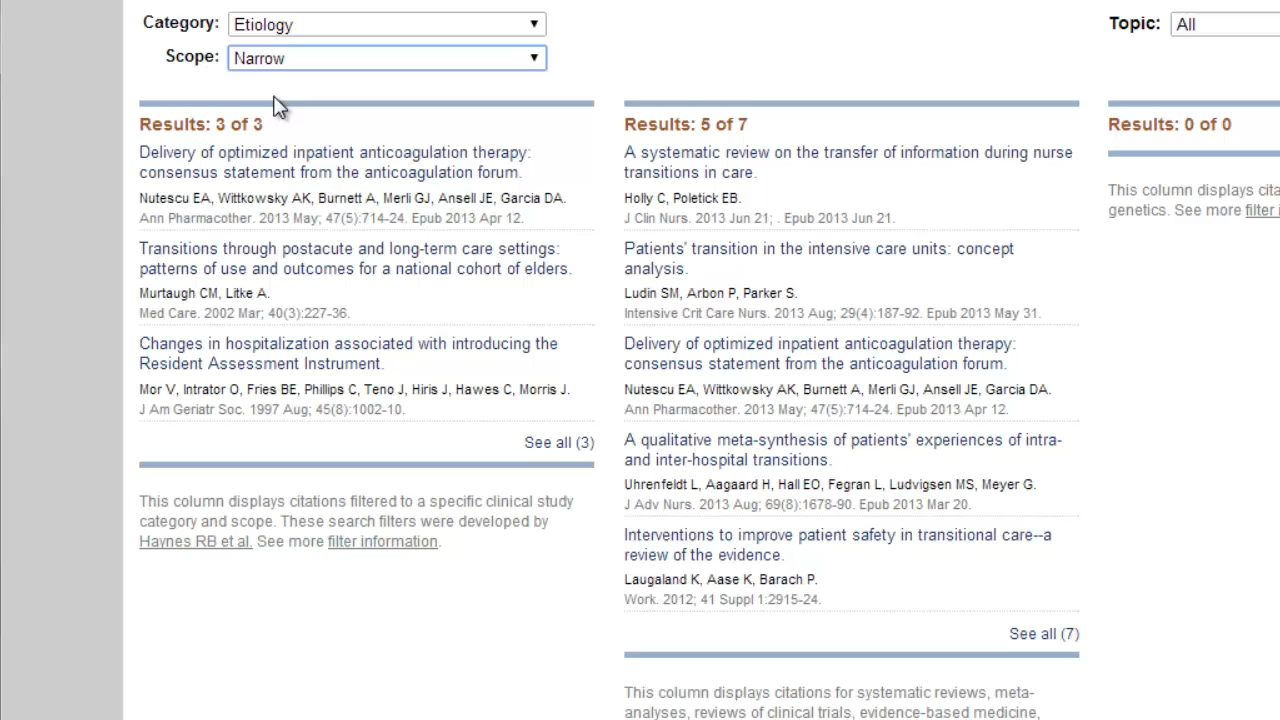 Category: Etiology
Scope: Narrow
Topic: All
Results: 3 of 3
Delivery of optimized inpatient anticoagulation therapy:
consensus statement from the anticoagulation forum.
Nutescu EA, Wittkowsky AK, Burnett A, Merli GJ, Ansell JE, Garcia DA.
Ann Pharmacother. 2013 May; 47(5):714-24. Epub 2013 Apr 12.
Transitions through postacute and long-term care settings:
patterns of use and outcomes for a national cohort of elders.
Murtaugh CM, Litke A.
Med Care. 2002 Mar; 40(3):227-36.
Changes in hospitalization associated with introducing the
Resident Assessment Instrument.
Mor V, Intrator O, Fries BE, Phillips C, Teno J, Hiris J, Hawes C, Morris J.
J Am Geriatr Soc. 1997 Aug; 45(8):1002-10.
See all (3)
This column displays citations filtered to a specific clinical study
category and scope. These search filters were developed by
Haynes RB et al. See more filter information.
Results: 5 of 7
A systematic review on the transfer of information during nurse
transitions in care.
Holly C, Poletick EB.
J Clin Nurs. 2013 Jun 21; . Epub 2013 Jun 21.
Patients' transition in the intensive care units: concept
analysis.
Ludin SM, Arbon P, Parker S.
Intensive Crit Care Nurs. 2013 Aug; 29(4):187-92. Epub 2013 May 31.
Delivery of optimized inpatient anticoagulation therapy:
consensus statement from the anticoagulation forum.
Nutescu EA, Wittkowsky AK, Burnett A, Merli GJ, Ansell JE, Garcia DA.
Ann Pharmacother. 2013 May; 47(5):714-24. Epub 2013 Apr 12.
A qualitative meta-synthesis of patients' experiences of intra-
and inter-hospital transitions.
Uhrenfeldt L, Aagaard H, Hall EO, Fegran L, Ludvigsen MS, Meyer G.
J Adv Nurs. 2013 Aug; 69(8):1678-90. Epub 2013 Mar 20.
Interventions to improve patient safety in transitional care--a
review of the evidence.
Laugaland K, Aase K, Barach P.
Work. 2012; 41 Suppl 1:2915-24.
See all (7)
This column displays citations for systematic reviews, meta-
analyses, reviews of clinical trials, evidence-based medicine,
Results: 0 of 0
This column displays cita
genetics. See more filter i